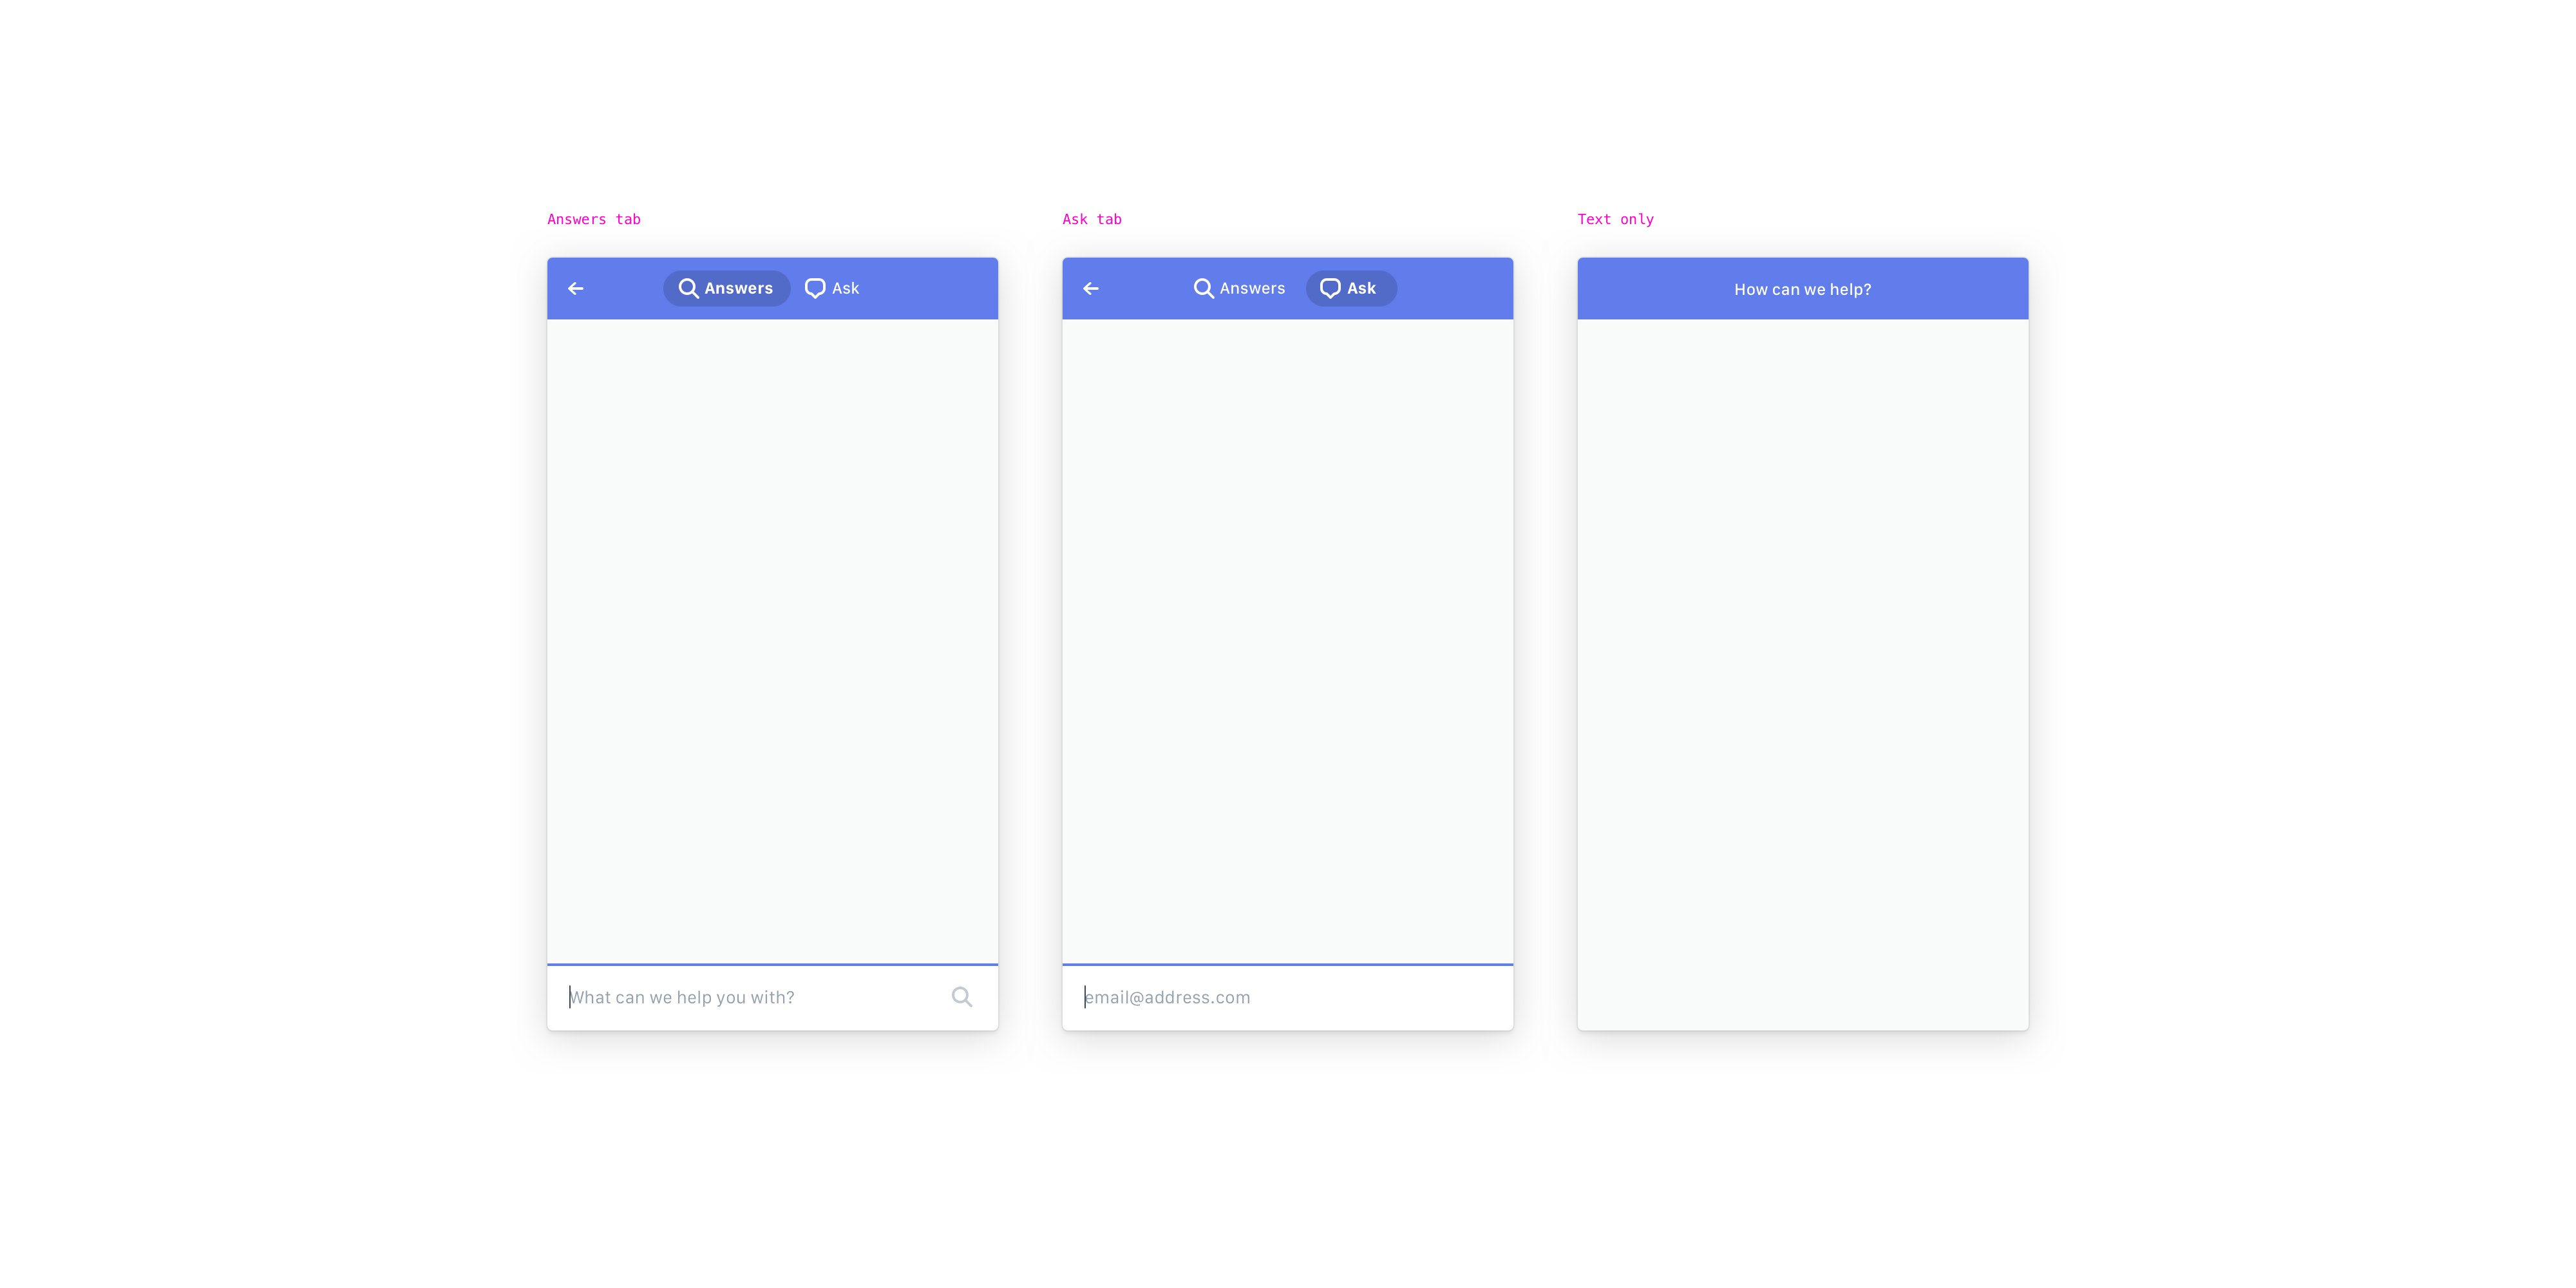 Answers tab
Answers
Ask
What can we help you with?
Ask tab
Answers
Ask
email@address.com
Text only
How can we help?